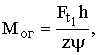 Mог = Ft1h / zψ,